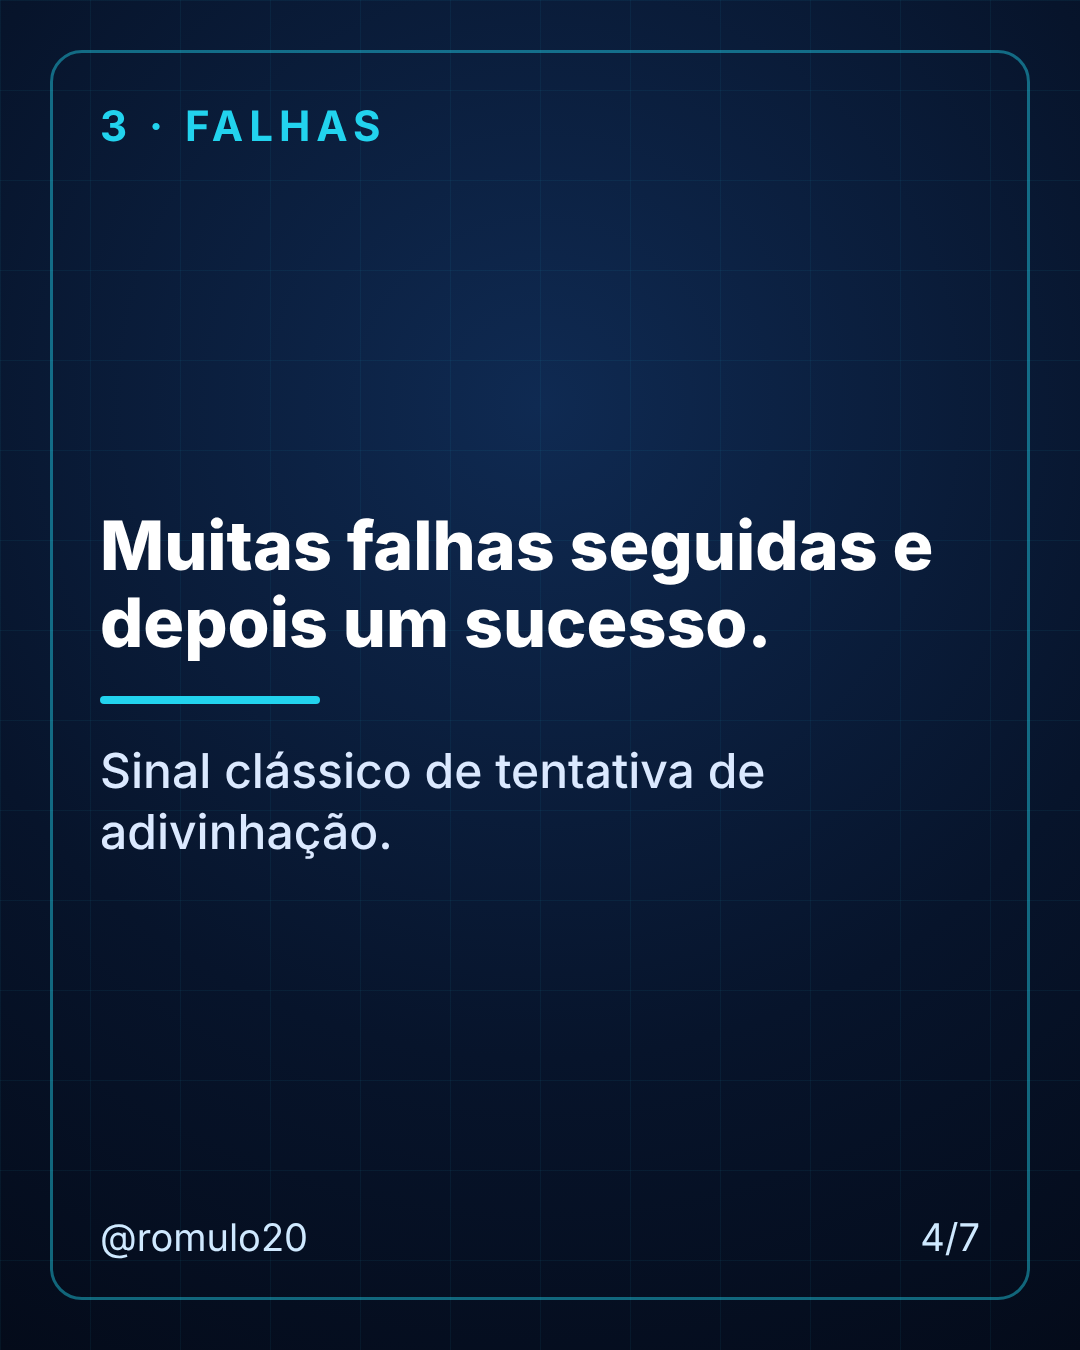 3 · FALHAS
Muitas falhas seguidas e
depois um sucesso.
Sinal clássico de tentativa de
adivinhação.
@romulo20
4/7